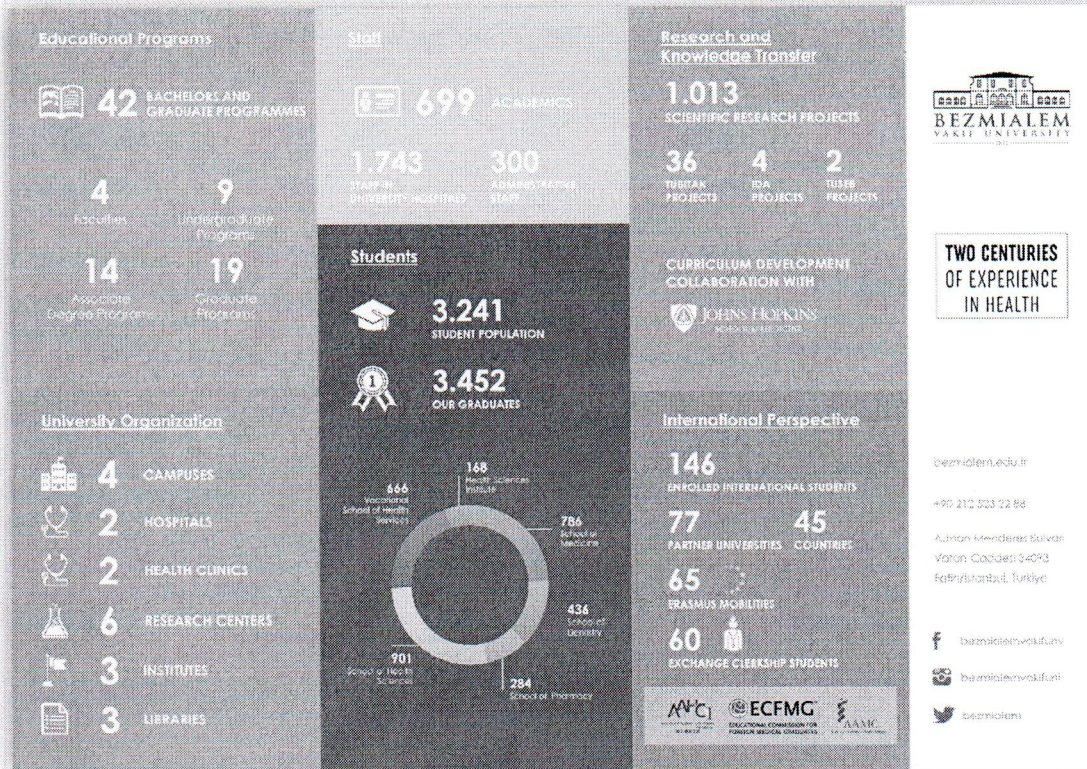 Educational Programs
42 BACHELORS AND
GRADUATE PROGRAMMES
4
Faculties
9
Undergraduate
Programs
14
Associate
Degree Programs
19
Graduate
Programs
University Organization
4 CAMPUSES
2 HOSPITALS
2 HEALTH CLINICS
6 RESEARCH CENTERS
3 INSTITUTES
3 LIBRARIES
Staff
699 ACADEMICS
1.743
STAFF IN
UNIVERSITY HOSPITALS
300
ADMINISTRATIVE
STAFF
Students
3.241
STUDENT POPULATION
3.452
OUR GRADUATES
168
Health Sciences
Institute
666
Vocational
School of Health
Services
786
School of
Medicine
436
School of
Dentistry
901
School of Health
Sciences
284
School of Pharmacy
Research and
Knowledge Transfer
1.013
SCIENTIFIC RESEARCH PROJECTS
36
TUBITAK
PROJECTS
4
IDA
PROJECTS
2
TUSEB
PROJECTS
CURRICULUM DEVELOPMENT
COLLABORATION WITH
JOHNS HOPKINS
SCHOOL of MEDICINE
International Perspective
146
ENROLLED INTERNATIONAL STUDENTS
77
PARTNER UNIVERSITIES
45
COUNTRIES
65
ERASMUS MOBILITIES
60
EXCHANGE CLERKSHIP STUDENTS
AAHCI
ECFMG
EDUCATIONAL COMMISSION FOR
FOREIGN MEDICAL GRADUATES
AAMC
BEZMIALEM
VAKIF UNIVERSITY
TWO CENTURIES
OF EXPERIENCE
IN HEALTH
bezmialem.edu.tr
+90 212 523 22 88
Adnan Menderes Bulvarı
Vatan Caddesi 34093
Fatih/Istanbul, Turkiye
bezmialemvakifuni
bezmialemvakifuni
bezmialem